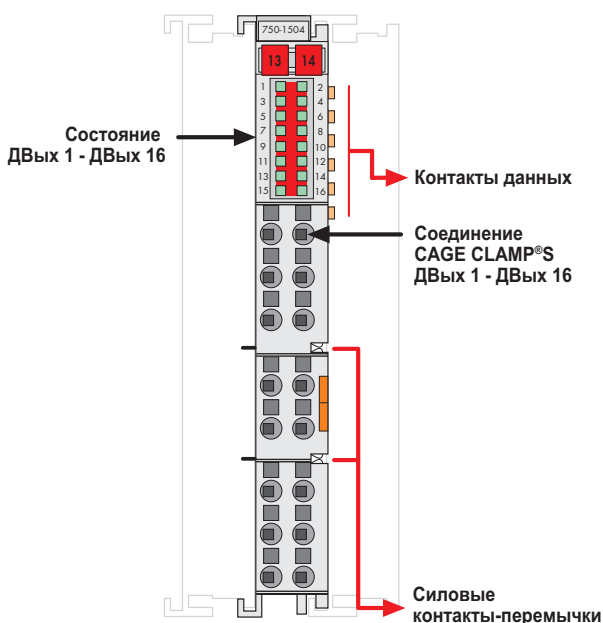 750-1504
13 14
1 2
3 4
5 6
7 8
9 10
11 12
13 14
15 16
Состояние
ДВых 1 - ДВых 16
Контакты данных
Соединение
CAGE CLAMP®S
ДВых 1 - ДВых 16
Силовые
контакты-перемычки